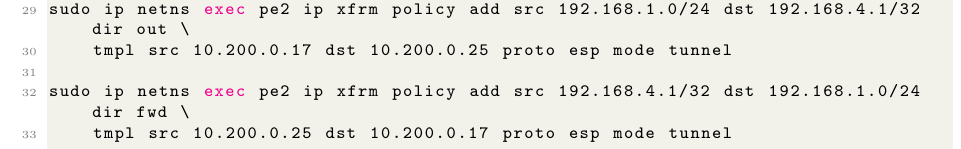 29 sudo ip netns exec pe2 ip xfrm policy add src 192.168.1.0/24 dst 192.168.4.1/32
dir out \
30 tmpl src 10.200.0.17 dst 10.200.0.25 proto esp mode tunnel
31
32 sudo ip netns exec pe2 ip xfrm policy add src 192.168.4.1/32 dst 192.168.1.0/24
dir fwd \
33 tmpl src 10.200.0.25 dst 10.200.0.17 proto esp mode tunnel